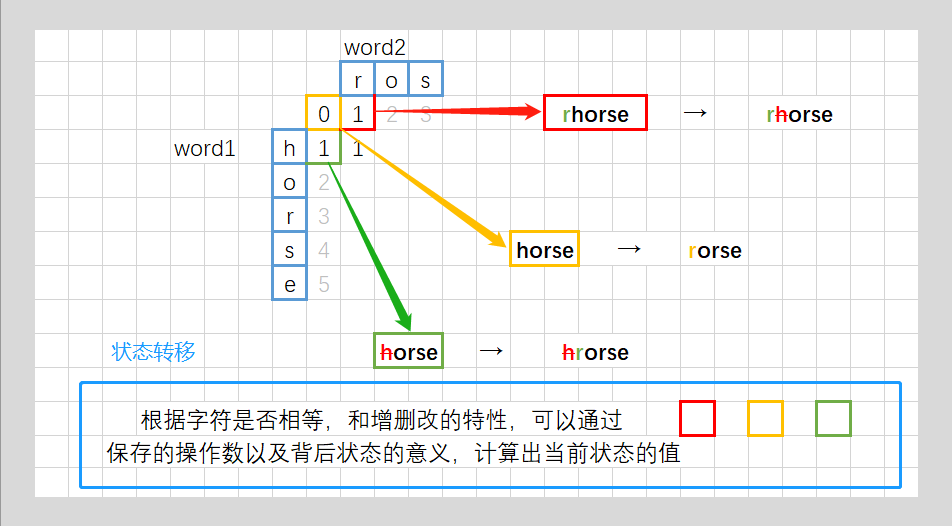 word2
r o s
0 1 2 3 rhorse → rhorse
word1 h 1 1
o 2
r 3
s 4 horse → rorse
e 5
状态转移 horse → hrorse
根据字符是否相等，和增删改的特性，可以通过
保存的操作数以及背后状态的意义，计算出当前状态的值